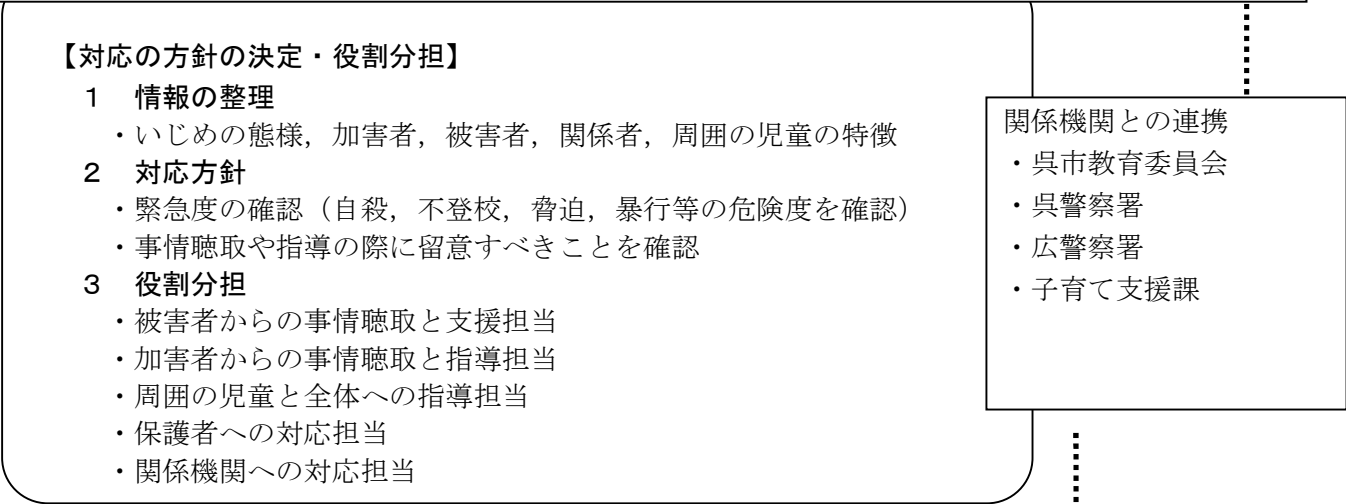 【対応の方針の決定・役割分担】
１　情報の整理
・いじめの態様，加害者，被害者，関係者，周囲の児童の特徴
２　対応方針
・緊急度の確認（自殺，不登校，脅迫，暴行等の危険度を確認）
・事情聴取や指導の際に留意すべきことを確認
３　役割分担
・被害者からの事情聴取と支援担当
・加害者からの事情聴取と指導担当
・周囲の児童と全体への指導担当
・保護者への対応担当
・関係機関への対応担当
関係機関との連携
・呉市教育委員会
・呉警察署
・広警察署
・子育て支援課